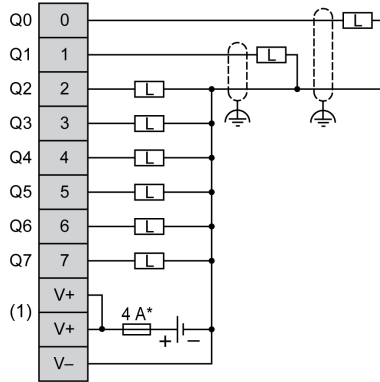 Q0 0 L
Q1 1 L
Q2 2 L
Q3 3 L
Q4 4 L
Q5 5 L
Q6 6 L
Q7 7 L
V+
(1)
V+ 4 A* + −
V−